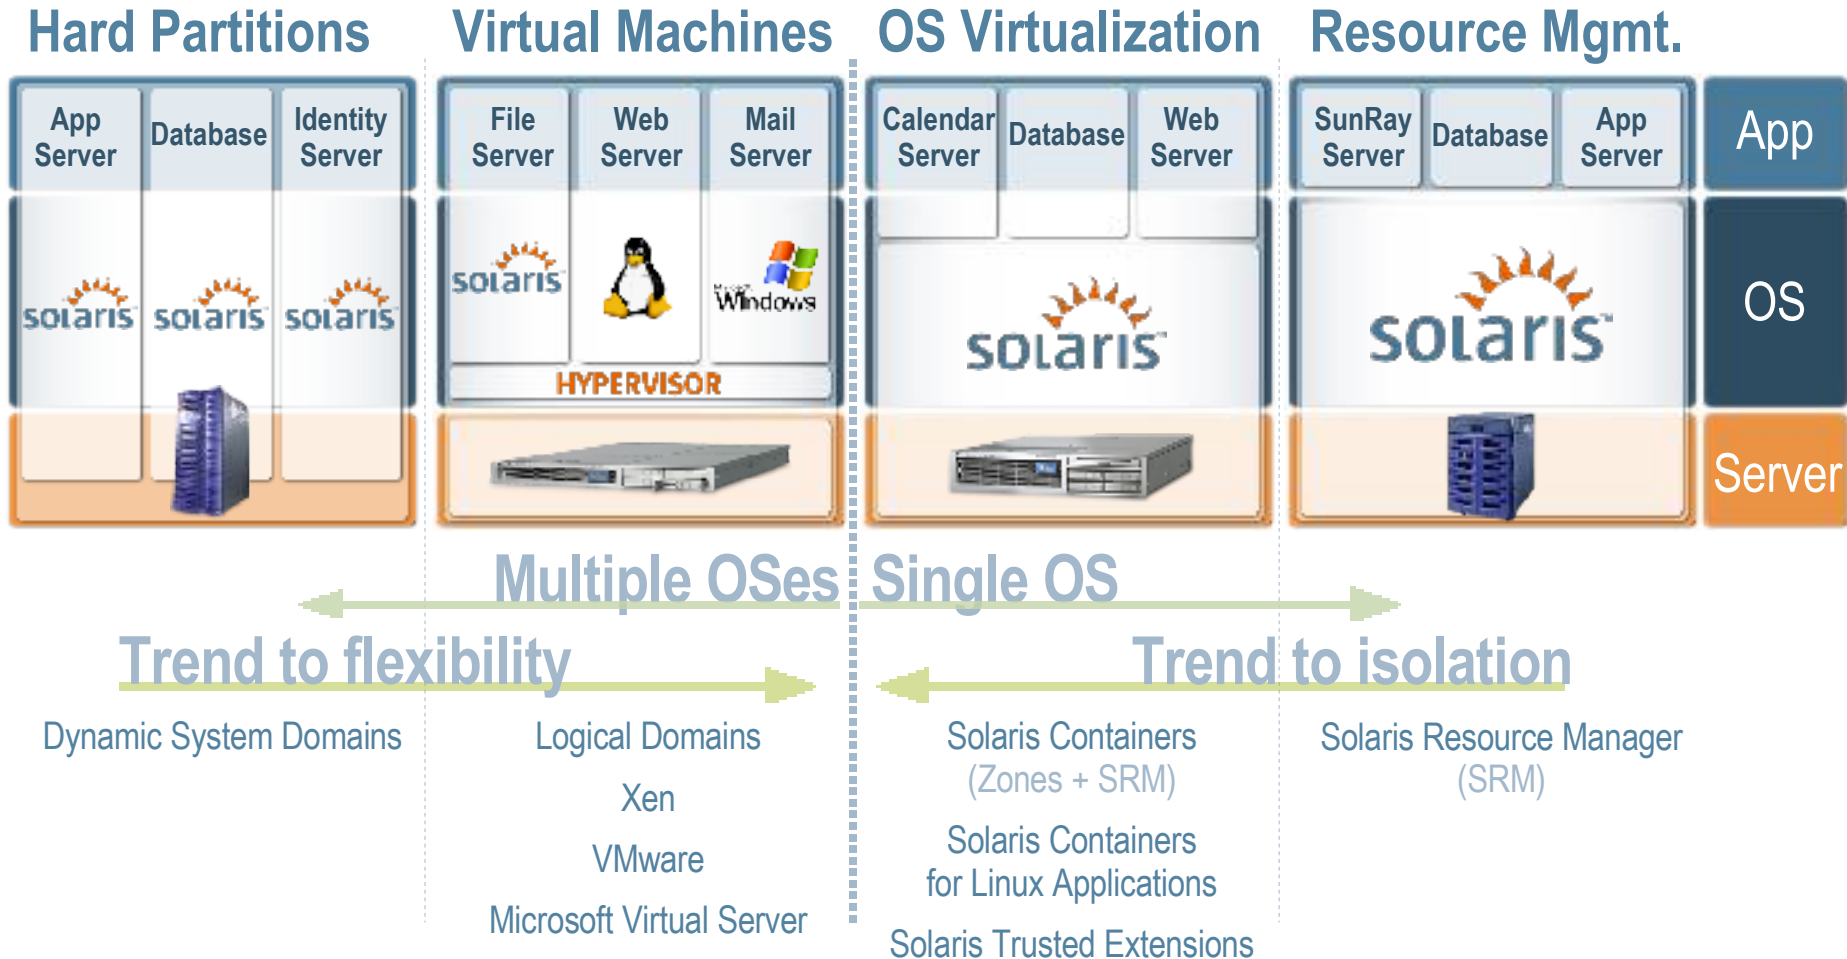 Hard Partitions
Virtual Machines
OS Virtualization
Resource Mgmt.
App
Server
Database
Identity
Server
File
Server
Web
Server
Mail
Server
Calendar
Server
Database
Web
Server
SunRay
Server
Database
App
Server
App
solaris
solaris
solaris
solaris
Windows
HYPERVISOR
solaris
solaris
OS
Server
Multiple OSes
Single OS
Trend to flexibility
Trend to isolation
Dynamic System Domains
Logical Domains
Xen
VMware
Microsoft Virtual Server
Solaris Containers
(Zones + SRM)
Solaris Containers
for Linux Applications
Solaris Trusted Extensions
Solaris Resource Manager
(SRM)